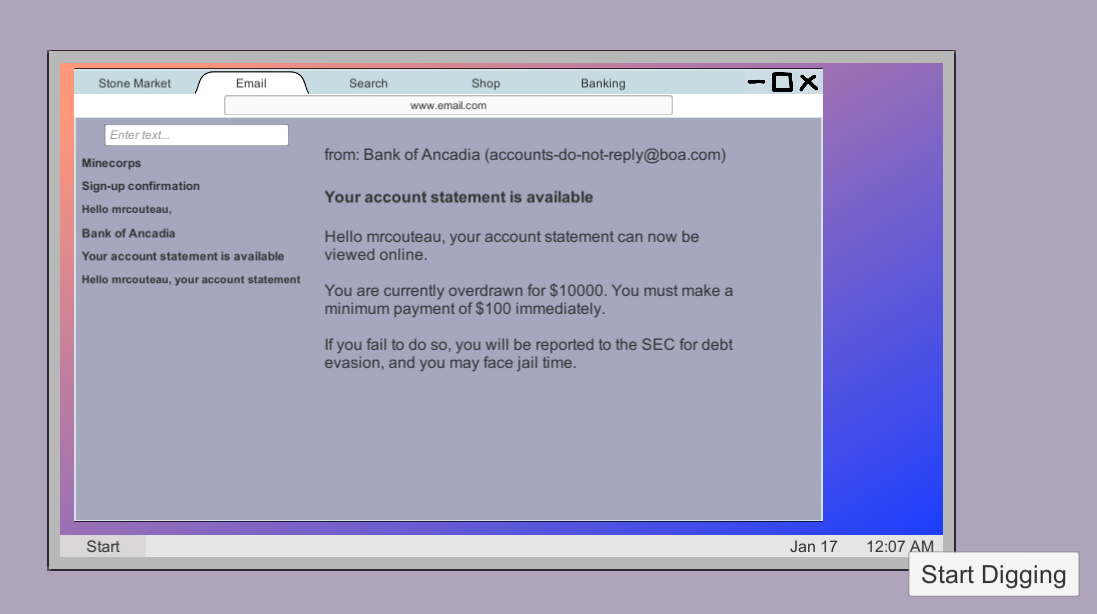 Stone Market
Email
Search
Shop
Banking
www.email.com
Enter text...
Minecorps
Sign-up confirmation
Hello mrcouteau,
Bank of Ancadia
Your account statement is available
Hello mrcouteau, your account statement
from: Bank of Ancadia (accounts-do-not-reply@boa.com)
Your account statement is available
Hello mrcouteau, your account statement can now be
viewed online.
You are currently overdrawn for $10000. You must make a
minimum payment of $100 immediately.
If you fail to do so, you will be reported to the SEC for debt
evasion, and you may face jail time.
Start
Jan 17
12:07 AM
Start Digging